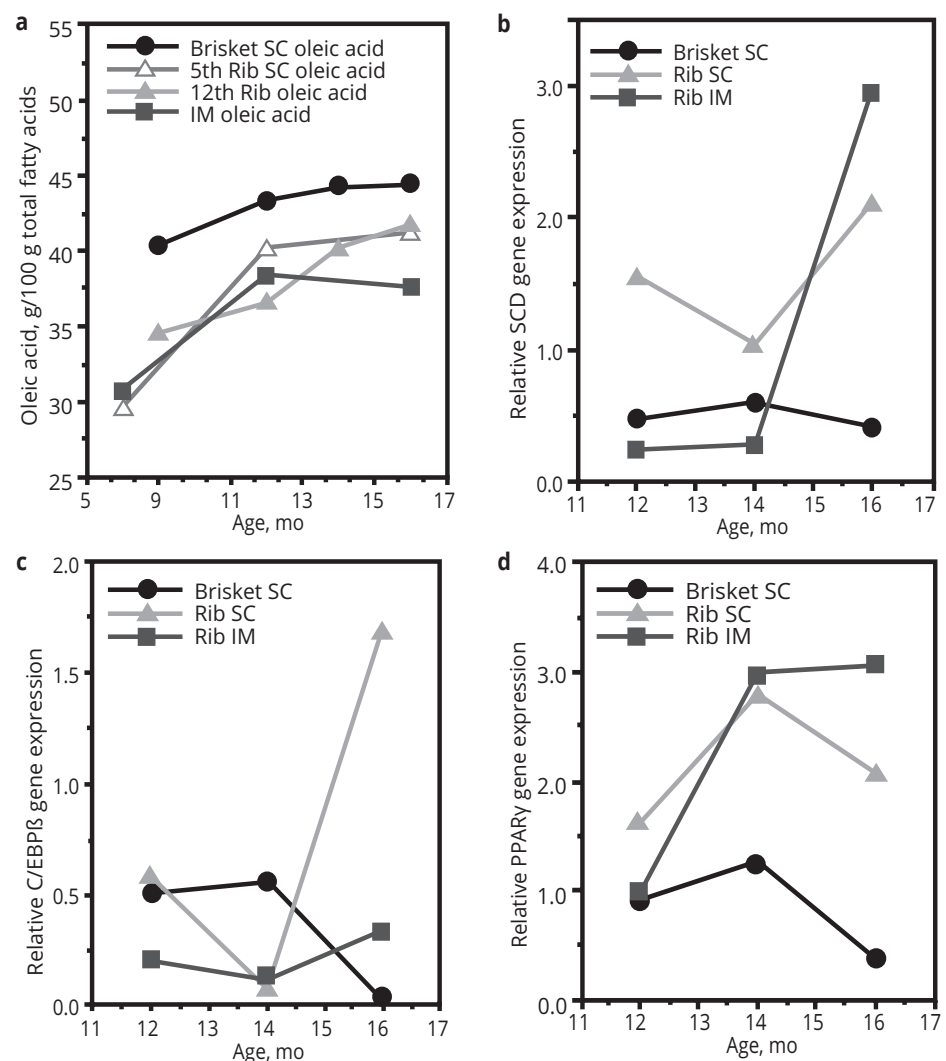 a
Oleic acid, g/100 g total fatty acids
55
50
45
40
35
30
25
Brisket SC oleic acid
5th Rib SC oleic acid
12th Rib oleic acid
IM oleic acid
5 9 11 13 15 17
Age, mo
b
Relative SCD gene expression
3.0
2.0
1.0
0.0
Brisket SC
Rib SC
Rib IM
11 12 13 14 15 16 17
Age, mo
c
Relative C/EBPß gene expression
2.0
1.5
1.0
0.5
0.0
Brisket SC
Rib SC
Rib IM
11 12 13 14 15 16 17
Age, mo
d
Relative PPARγ gene expression
4.0
3.0
2.0
1.0
0.0
Brisket SC
Rib SC
Rib IM
11 12 13 14 15 16 17
Age, mo